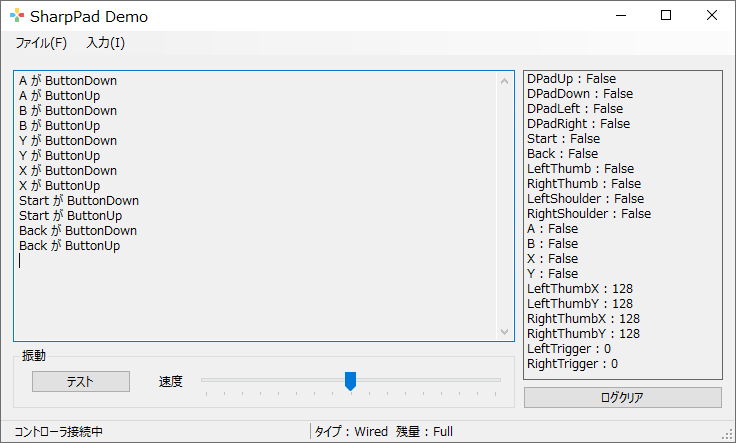 SharpPad Demo
ファイル(F) 入力(I)
A が ButtonDown
A が ButtonUp
B が ButtonDown
B が ButtonUp
Y が ButtonDown
Y が ButtonUp
X が ButtonDown
X が ButtonUp
Start が ButtonDown
Start が ButtonUp
Back が ButtonDown
Back が ButtonUp
DPadUp : False
DPadDown : False
DPadLeft : False
DPadRight : False
Start : False
Back : False
LeftThumb : False
RightThumb : False
LeftShoulder : False
RightShoulder : False
A : False
B : False
X : False
Y : False
LeftThumbX : 128
LeftThumbY : 128
RightThumbX : 128
RightThumbY : 128
LeftTrigger : 0
RightTrigger : 0
振動
テスト
速度
ログクリア
コントローラ接続中
タイプ : Wired 残量 : Full